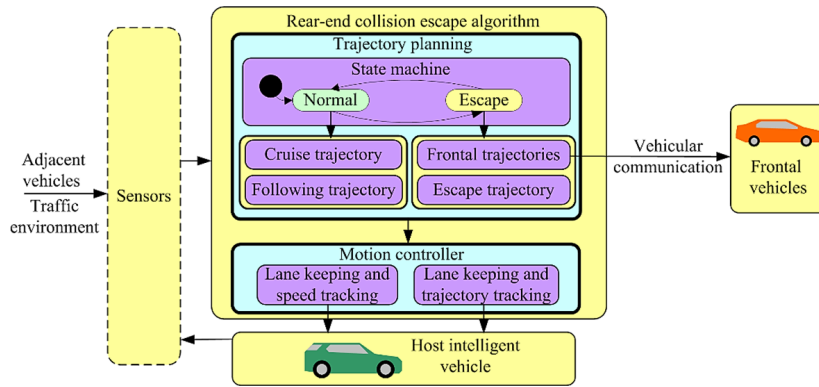 Rear-end collision escape algorithm
Trajectory planning
State machine
Normal
Escape
Cruise trajectory
Following trajectory
Frontal trajectories
Escape trajectory
Vehicular
communication
Frontal
vehicles
Adjacent
vehicles
Traffic
environment
Sensors
Motion controller
Lane keeping and
speed tracking
Lane keeping and
trajectory tracking
Host intelligent
vehicle